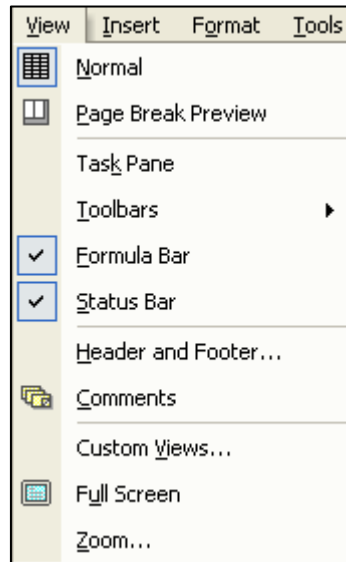 View Insert Format Tools
Normal
Page Break Preview
Task Pane
Toolbars
Formula Bar
Status Bar
Header and Footer...
Comments
Custom Views...
Full Screen
Zoom...